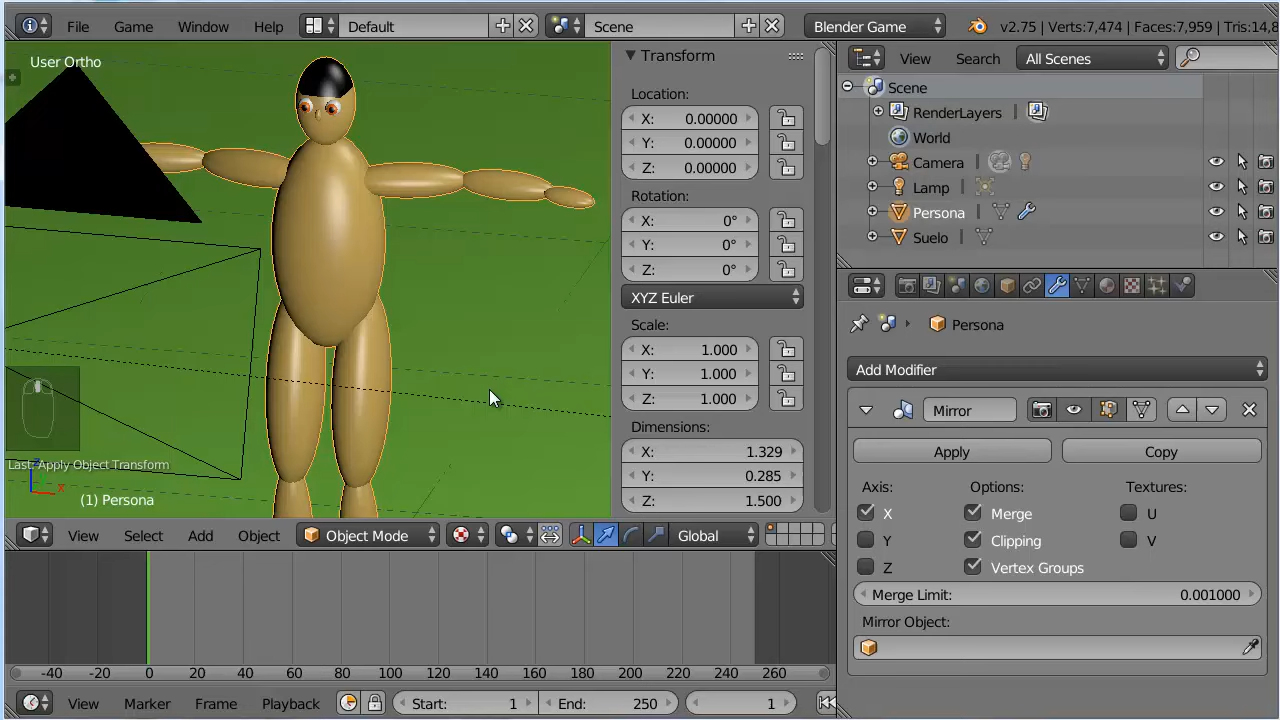 File Game Window Help Default Scene Blender Game v2.75 | Verts:7,474 | Faces:7,959 | Tris:14,8
User Ortho
Last: Apply Object Transform
(1) Persona
Transform
Location:
X: 0.00000
Y: 0.00000
Z: 0.00000
Rotation:
X: 0°
Y: 0°
Z: 0°
XYZ Euler
Scale:
X: 1.000
Y: 1.000
Z: 1.000
Dimensions:
X: 1.329
Y: 0.285
Z: 1.500
View Select Add Object Object Mode Global
-40 -20 0 20 40 60 80 100 120 140 160 180 200 220 240 260
View Marker Frame Playback Start: 1 End: 250 1
View Search All Scenes
Scene
RenderLayers
World
Camera
Lamp
Persona
Suelo
Persona
Add Modifier
Mirror
Apply Copy
Axis: Options: Textures:
X Merge U
Y Clipping V
Z Vertex Groups
Merge Limit: 0.001000
Mirror Object: